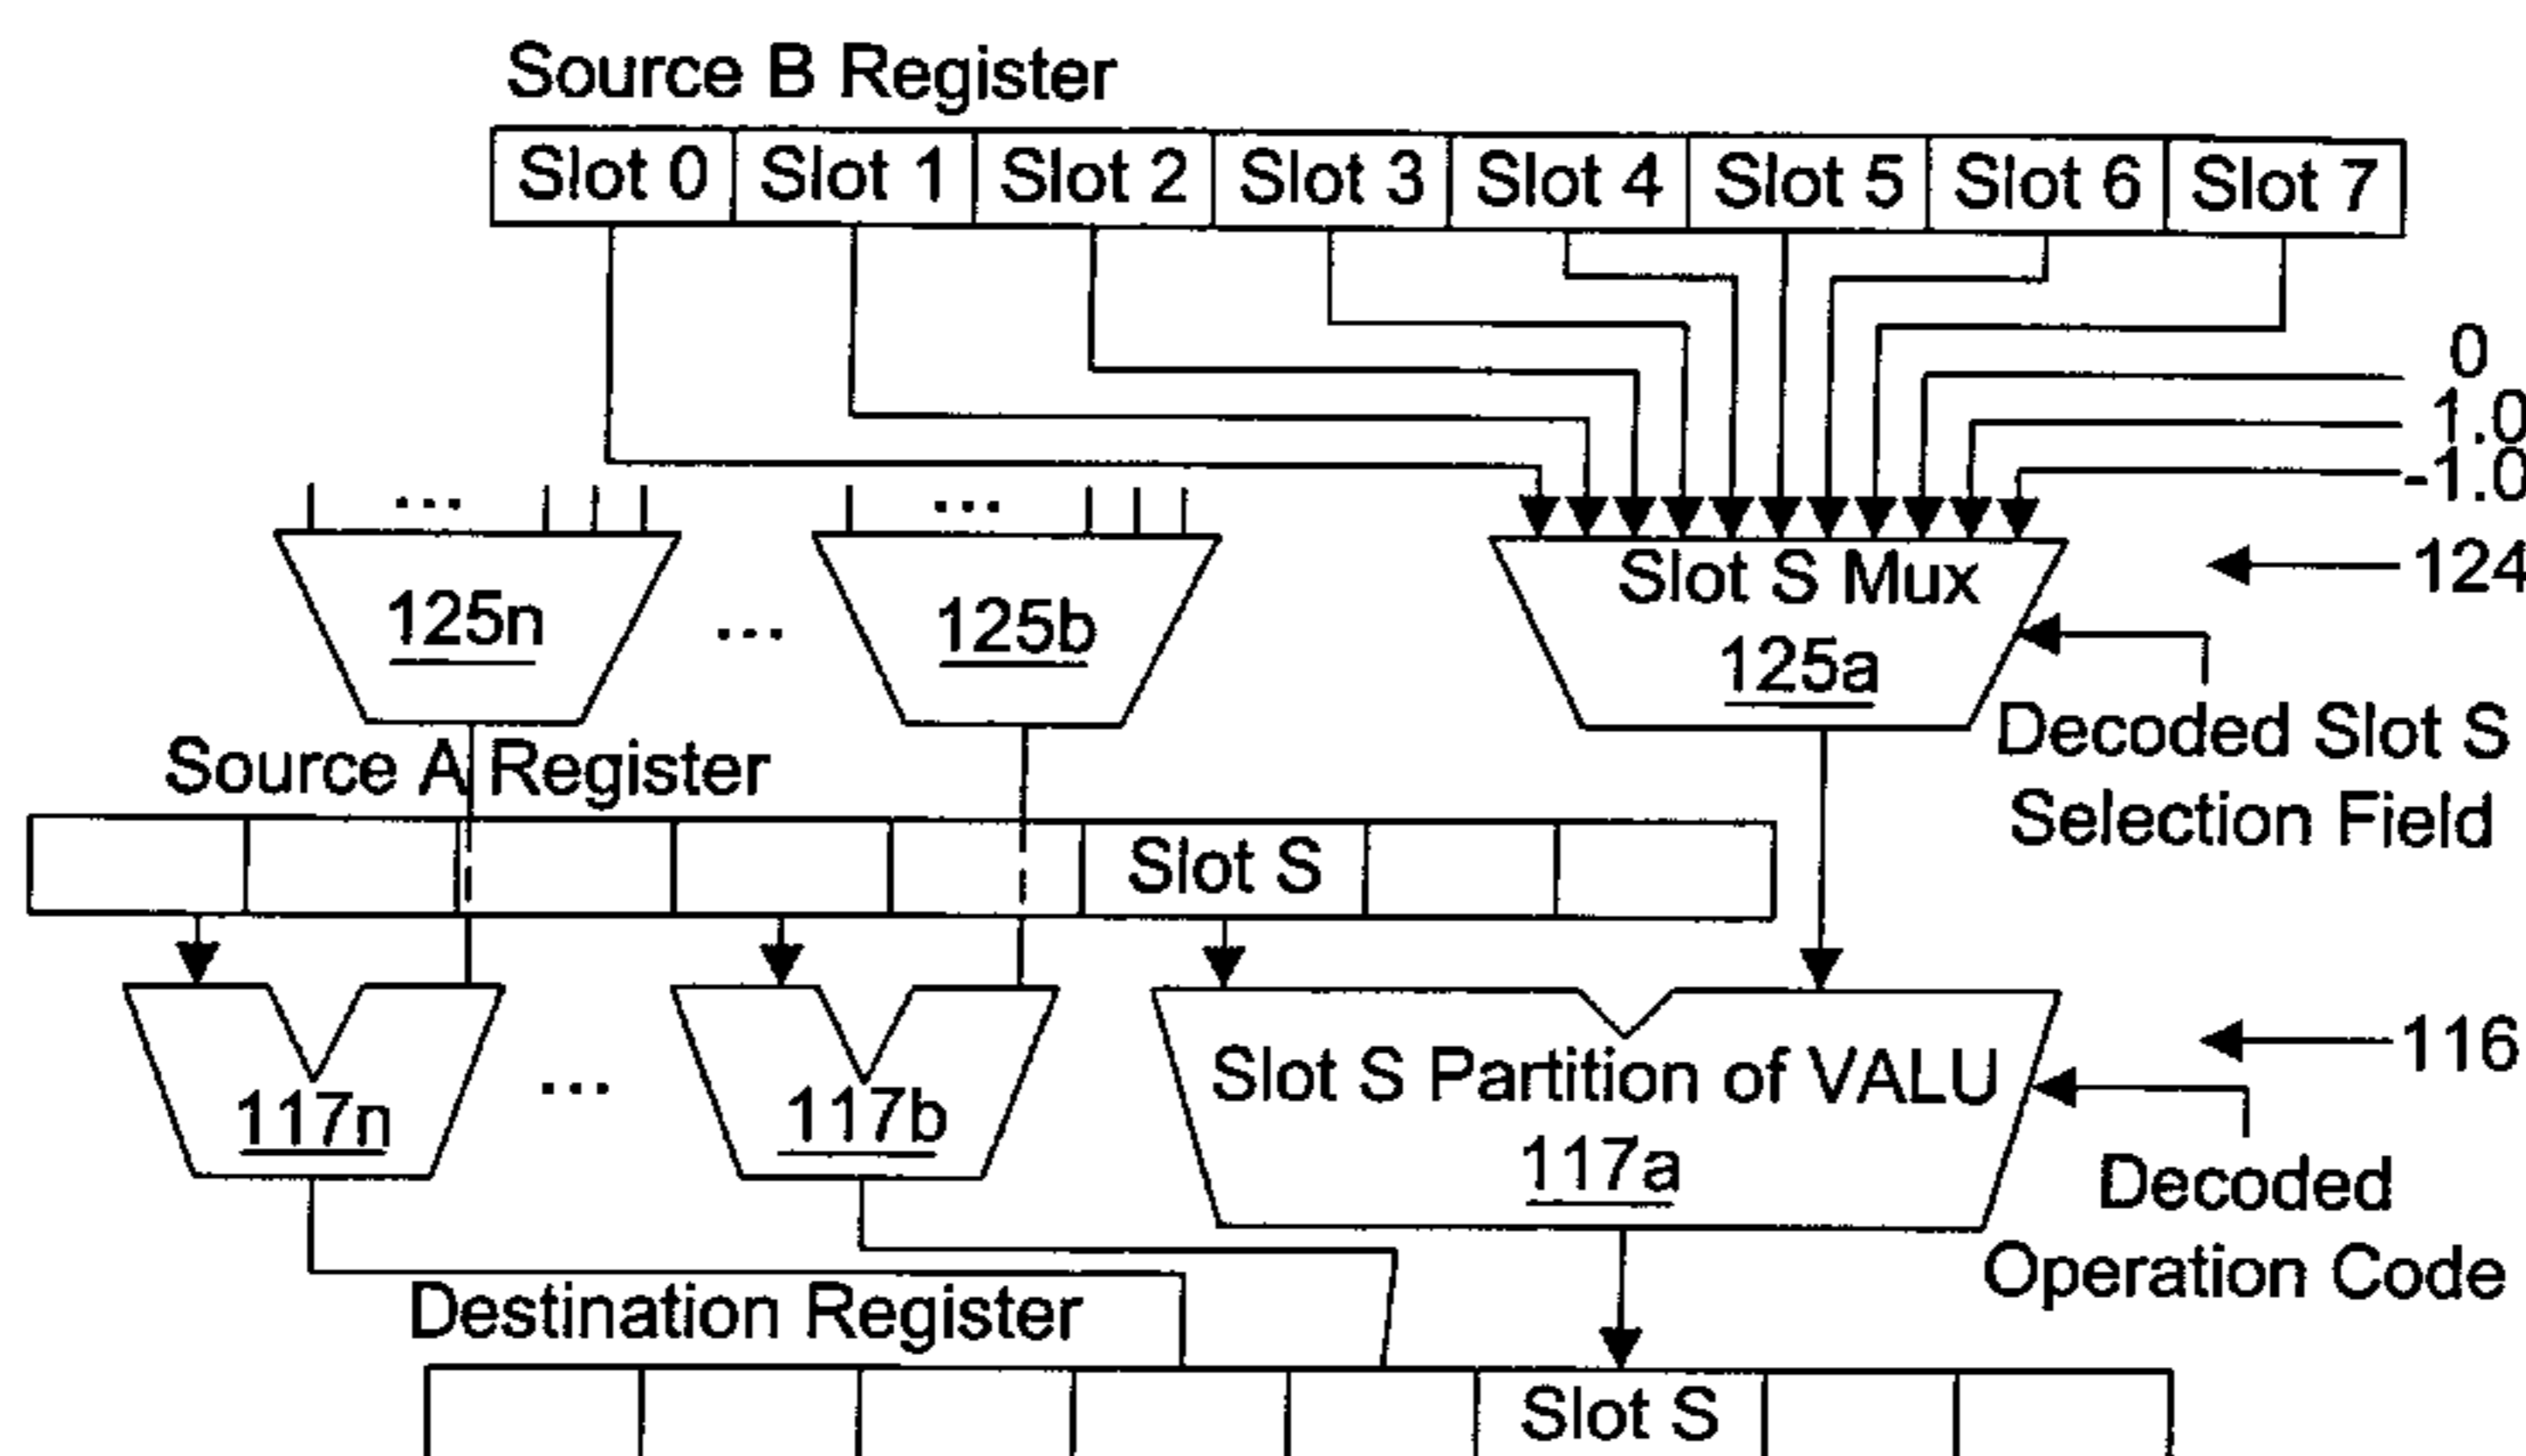 Source B Register
Slot 0 Slot 1 Slot 2 Slot 3 Slot 4 Slot 5 Slot 6 Slot 7
0
1.0
-1.0
... ...
124
Slot S Mux
125n ... 125b 125a
Decoded Slot S
Selection Field
Source A Register
Slot S
116
Slot S Partition of VALU
117n ... 117b 117a
Decoded
Operation Code
Destination Register
Slot S